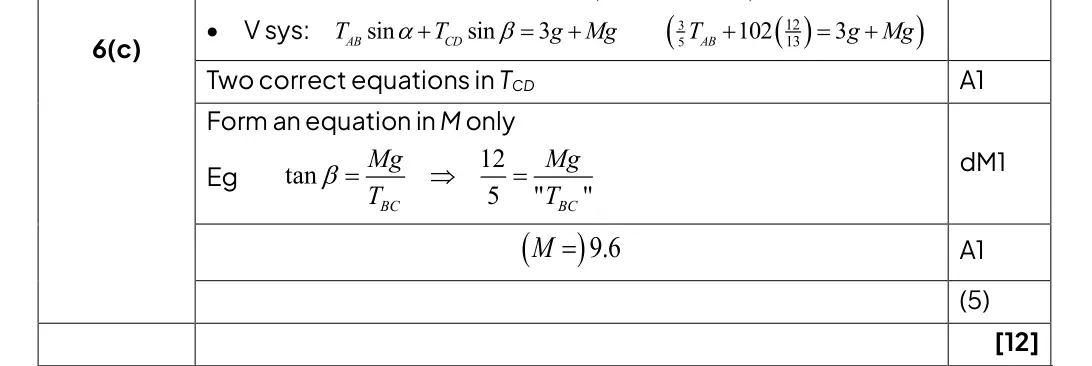 6(c)
• V sys: T_AB sin α + T_CD sin β = 3g + Mg (3/5 T_AB + 102(12/13) = 3g + Mg)
Two correct equations in T_CD A1
Form an equation in M only
Eg tan β = Mg/T_BC ⇒ 12/5 = Mg/"T_BC" dM1
(M =) 9.6 A1
(5)
[12]